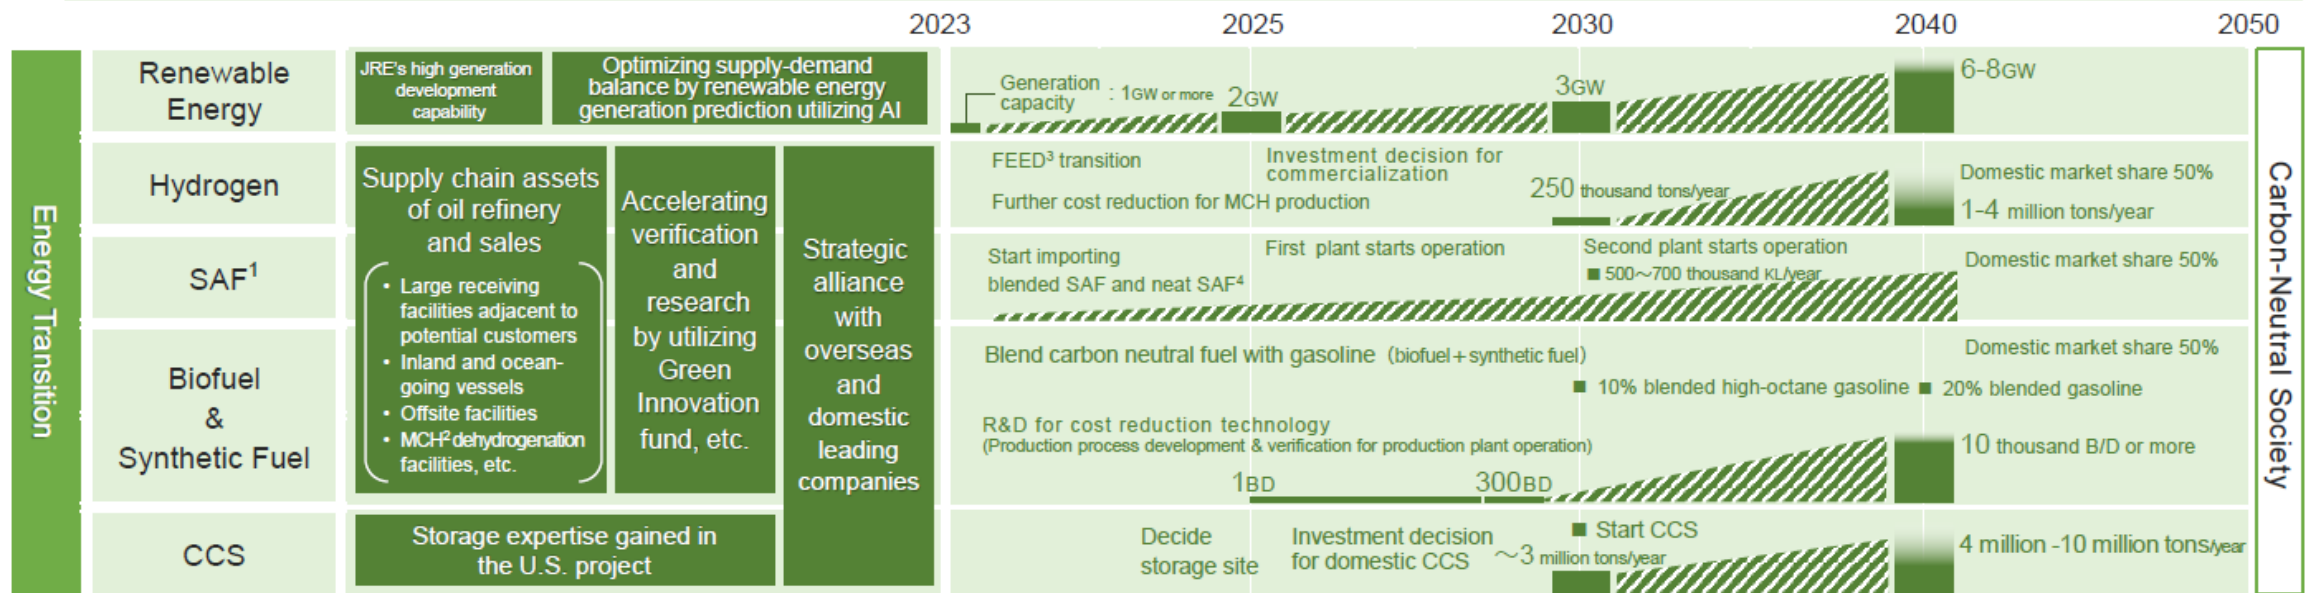 2023 2025 2030 2040 2050
Energy Transition
Renewable
Energy
JRE's high generation
development
capability
Optimizing supply-demand
balance by renewable energy
generation prediction utilizing AI
Generation
capacity : 1GW or more
2GW
3GW
6-8GW
Hydrogen
Supply chain assets
of oil refinery
and sales
• Large receiving
facilities adjacent to
potential customers
• Inland and ocean-
going vessels
• Offsite facilities
• MCH² dehydrogenation
facilities, etc.
Accelerating
verification
and
research
by utilizing
Green
Innovation
fund, etc.
Strategic
alliance
with
overseas
and
domestic
leading
companies
FEED³ transition
Further cost reduction for MCH production
Investment decision for
commercialization
250 thousand tons/year
Domestic market share 50%
1-4 million tons/year
SAF¹
Start importing
blended SAF and neat SAF⁴
First plant starts operation
Second plant starts operation
■ 500～700 thousand KL/year
Domestic market share 50%
Biofuel
&
Synthetic Fuel
Blend carbon neutral fuel with gasoline (biofuel+synthetic fuel)
■ 10% blended high-octane gasoline ■ 20% blended gasoline
Domestic market share 50%
R&D for cost reduction technology
(Production process development & verification for production plant operation)
1BD
300BD
10 thousand B/D or more
CCS
Storage expertise gained in
the U.S. project
Decide
storage site
Investment decision
for domestic CCS
■ Start CCS
～3 million tons/year
4 million -10 million tons/year
Carbon-Neutral Society